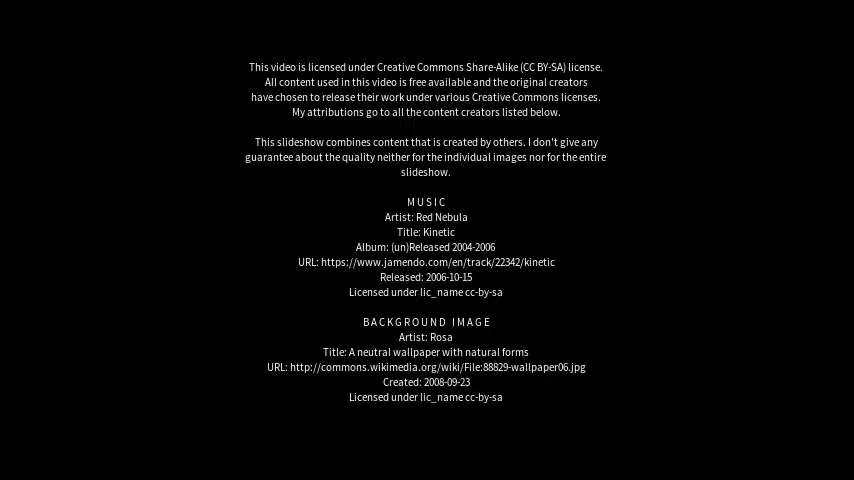 This video is licensed under Creative Commons Share-Alike (CC BY-SA) license.
All content used in this video is free available and the original creators
have chosen to release their work under various Creative Commons licenses.
My attributions go to all the content creators listed below.
This slideshow combines content that is created by others. I don't give any
guarantee about the quality neither for the individual images nor for the entire
slideshow.
M U S I C
Artist: Red Nebula
Title: Kinetic
Album: (un)Released 2004-2006
URL: https://www.jamendo.com/en/track/22342/kinetic
Released: 2006-10-15
Licensed under lic_name cc-by-sa
B A C K G R O U N D   I M A G E
Artist: Rosa
Title: A neutral wallpaper with natural forms
URL: http://commons.wikimedia.org/wiki/File:88829-wallpaper06.jpg
Created: 2008-09-23
Licensed under lic_name cc-by-sa